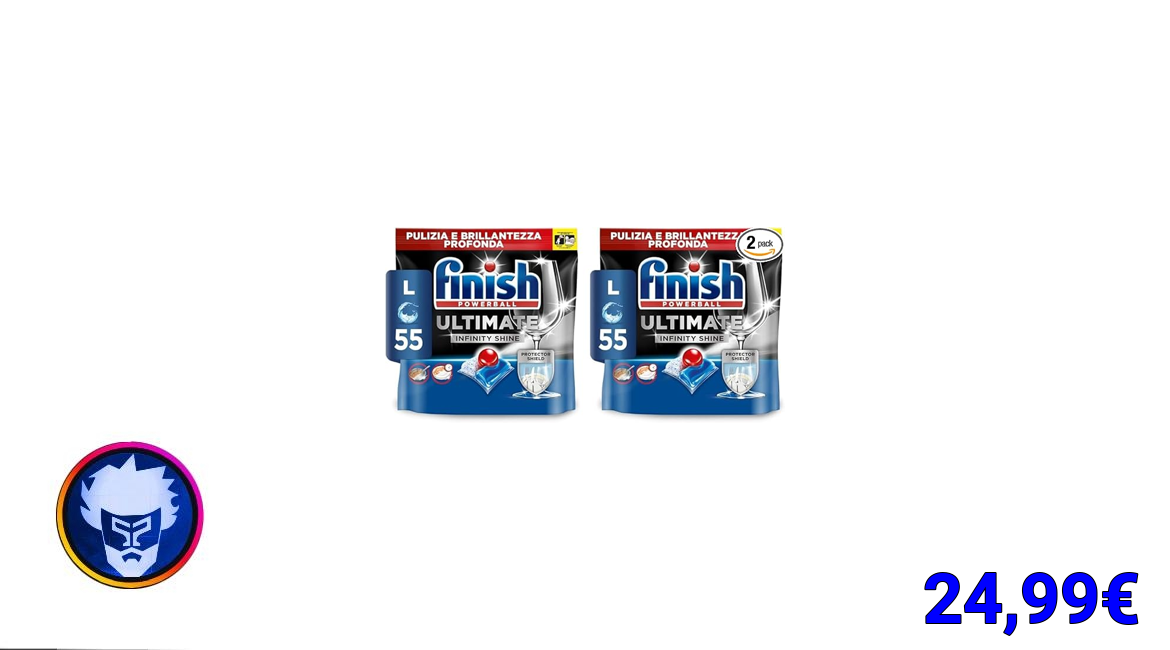 PULIZIA E BRILLANTEZZA
PROFONDA
finish
POWERBALL
ULTIMATE
INFINITY SHINE
L
55
PROTECTOR
SHIELD
PULIZIA E BRILLANTEZZ
PROFONDA
2 pack
finish
POWERBALL
ULTIMATE
INFINITY SHINE
L
55
PROTECTOR
SHIELD
24,99€